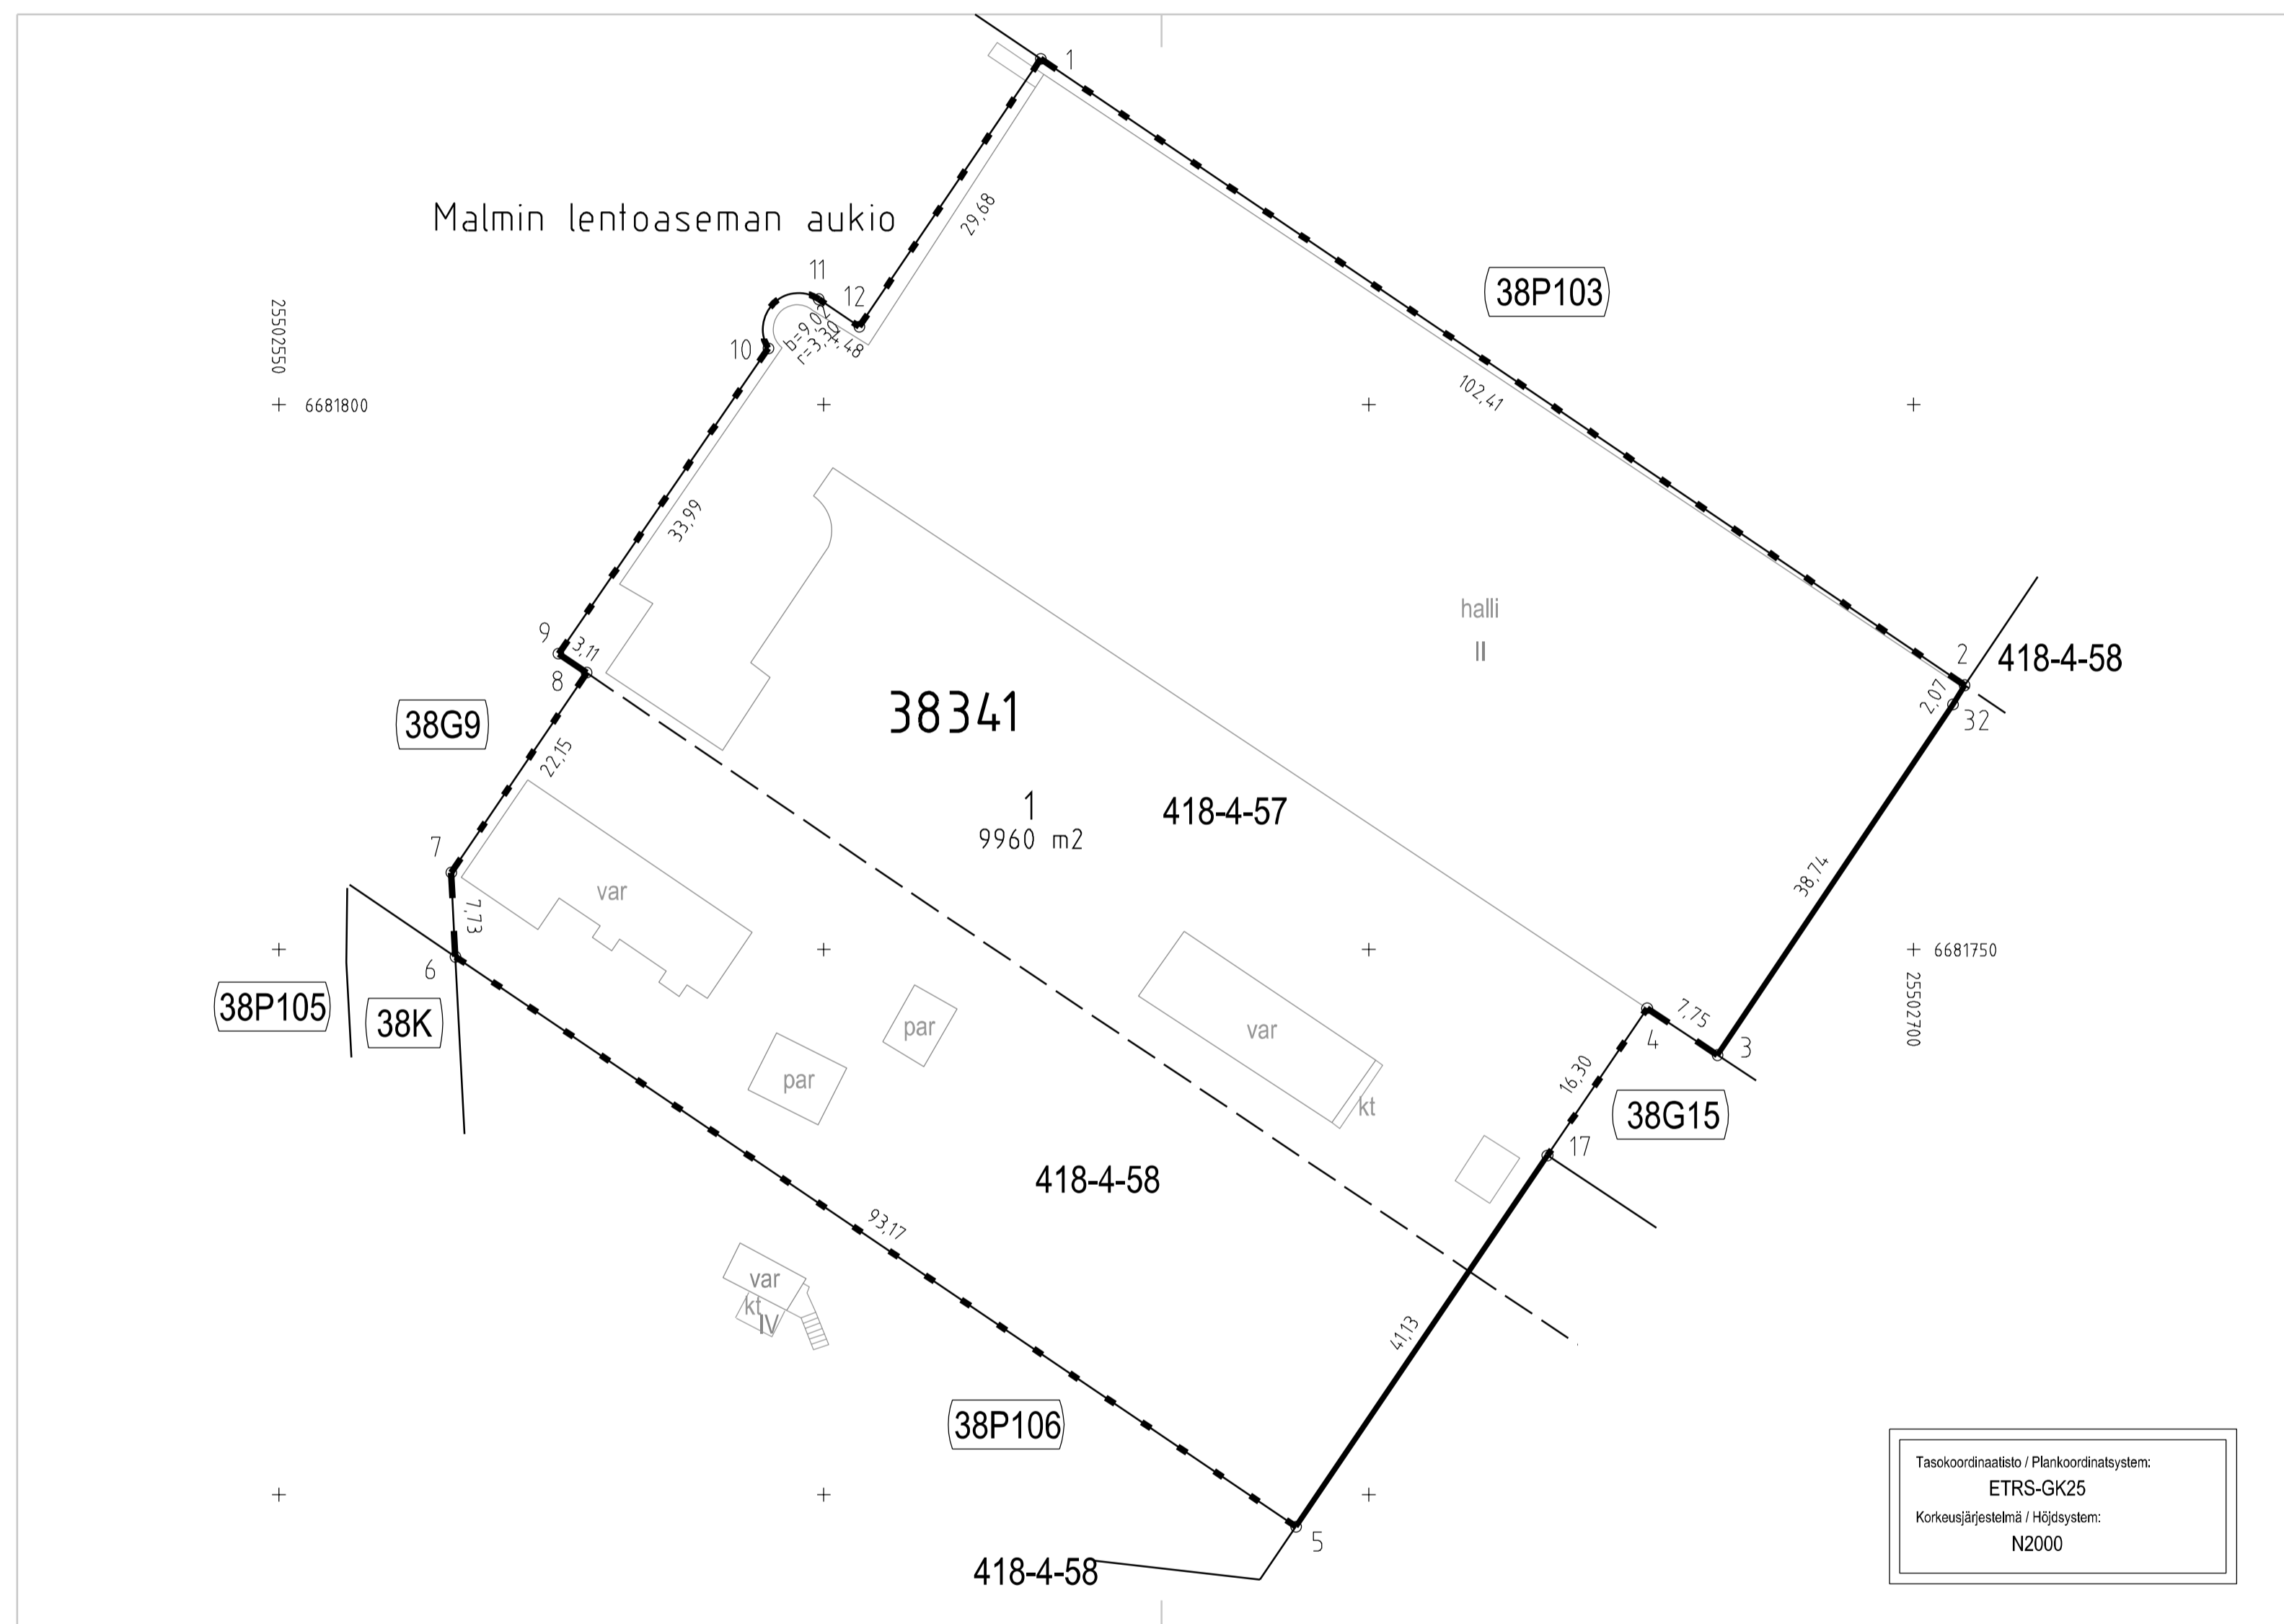 1
Malmin lentoaseman aukio
29,68
11
12
38P103
25502550
b=9,02
r=3,30
4,48
10
6681800
102,41
33,99
halli
II
9
3,11
8
2
418-4-58
2,07
32
38G9
38341
22,15
1
9960 m2
418-4-57
7
var
38,74
7,73
6
6681750
25502700
38P105
38K
par
var
7,75
4
3
par
kt
16,30
38G15
17
418-4-58
93,17
var
kt
IV
41,13
38P106
5
418-4-58
Tasokoordinaatisto / Plankoordinatsystem:
ETRS-GK25
Korkeusjärjestelmä / Höjdsystem:
N2000